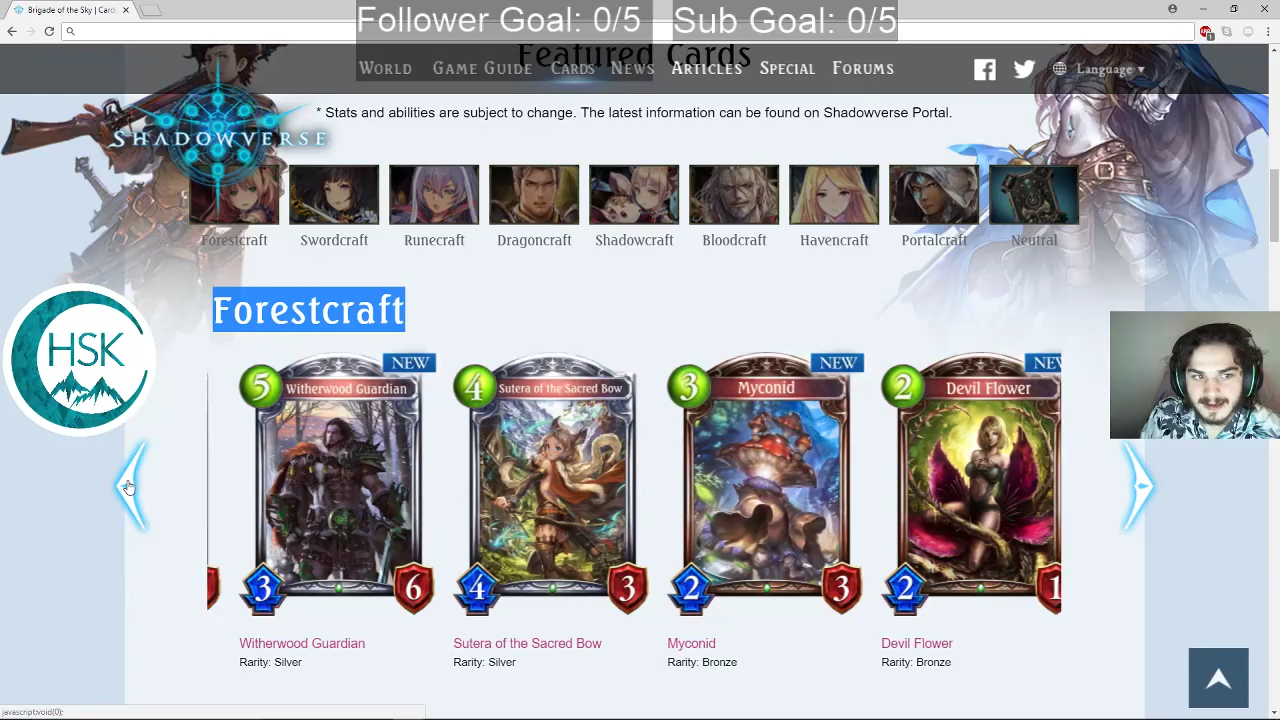 Brigade of the Sky | Cards
Follower Goal: 0/5 Sub Goal: 0/5
Featured Cards
WORLD GAME GUIDE CARDS NEWS ARTICLES SPECIAL FORUMS Language ▾
SHADOWVERSE
* Stats and abilities are subject to change. The latest information can be found on Shadowverse Portal.
Forestcraft Swordcraft Runecraft Dragoncraft Shadowcraft Bloodcraft Havencraft Portalcraft Neutral
Forestcraft
HSK
NEW NEW NEW
5 Witherwood Guardian 4 Sutera of the Sacred Bow 3 Myconid 2 Devil Flower
3 6 4 3 2 3 2 1
Witherwood Guardian Sutera of the Sacred Bow Myconid Devil Flower
Rarity: Silver Rarity: Silver Rarity: Bronze Rarity: Bronze
javascript:void(0);